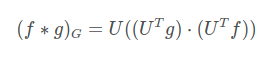 (f ∗ g)_G = U((U^T g) · (U^T f))